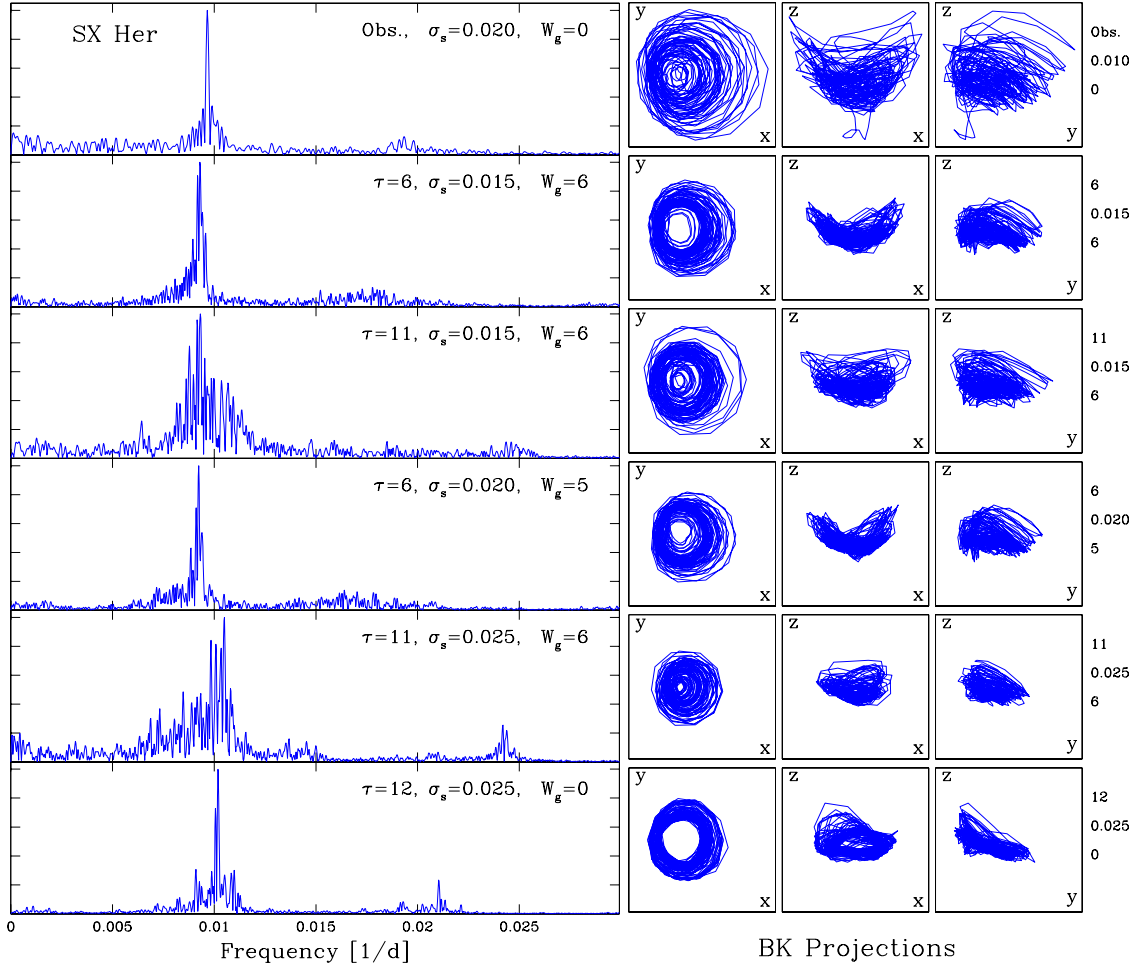 SX Her
Obs., σs=0.020, Wg=0
y
x
z
x
z
y
Obs.
0.010
0
τ=6, σs=0.015, Wg=6
y
x
z
x
z
y
6
0.015
6
τ=11, σs=0.015, Wg=6
y
x
z
x
z
y
11
0.015
6
τ=6, σs=0.020, Wg=5
y
x
z
x
z
y
6
0.020
5
τ=11, σs=0.025, Wg=6
y
x
z
x
z
y
11
0.025
6
τ=12, σs=0.025, Wg=0
y
x
z
x
z
y
12
0.025
0
0 0.005 0.01 0.015 0.02 0.025
Frequency [1/d]
BK Projections